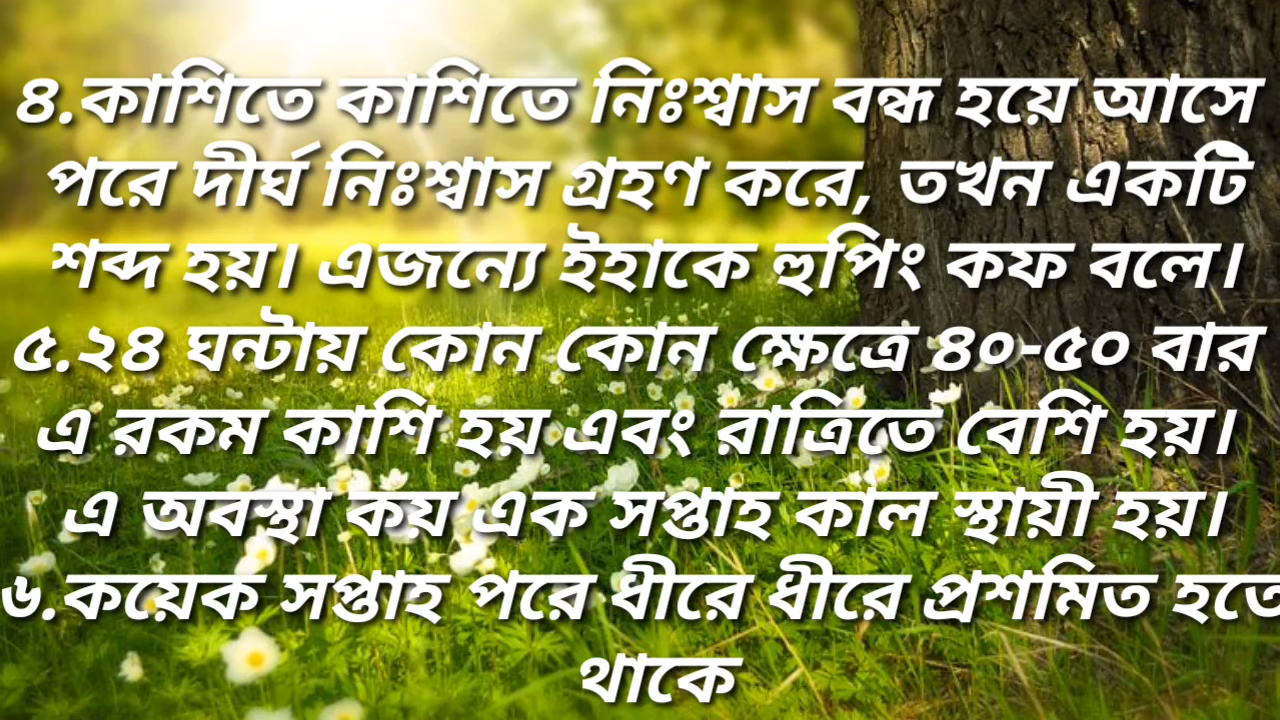 ৪.কাশিতে কাশিতে নিঃশ্বাস বন্ধ হয়ে আসে
পরে দীর্ঘ নিঃশ্বাস গ্রহণ করে, তখন একটি
শব্দ হয়। এজন্যে ইহাকে হুপিং কফ বলে।
৫.২৪ ঘন্টায় কোন কোন ক্ষেত্রে ৪০-৫০ বার
এ রকম কাশি হয় এবং রাত্রিতে বেশি হয়।
এ অবস্থা কয় এক সপ্তাহ কাল স্থায়ী হয়।
৬.কয়েক সপ্তাহ পরে ধীরে ধীরে প্রশমিত হতে
থাকে